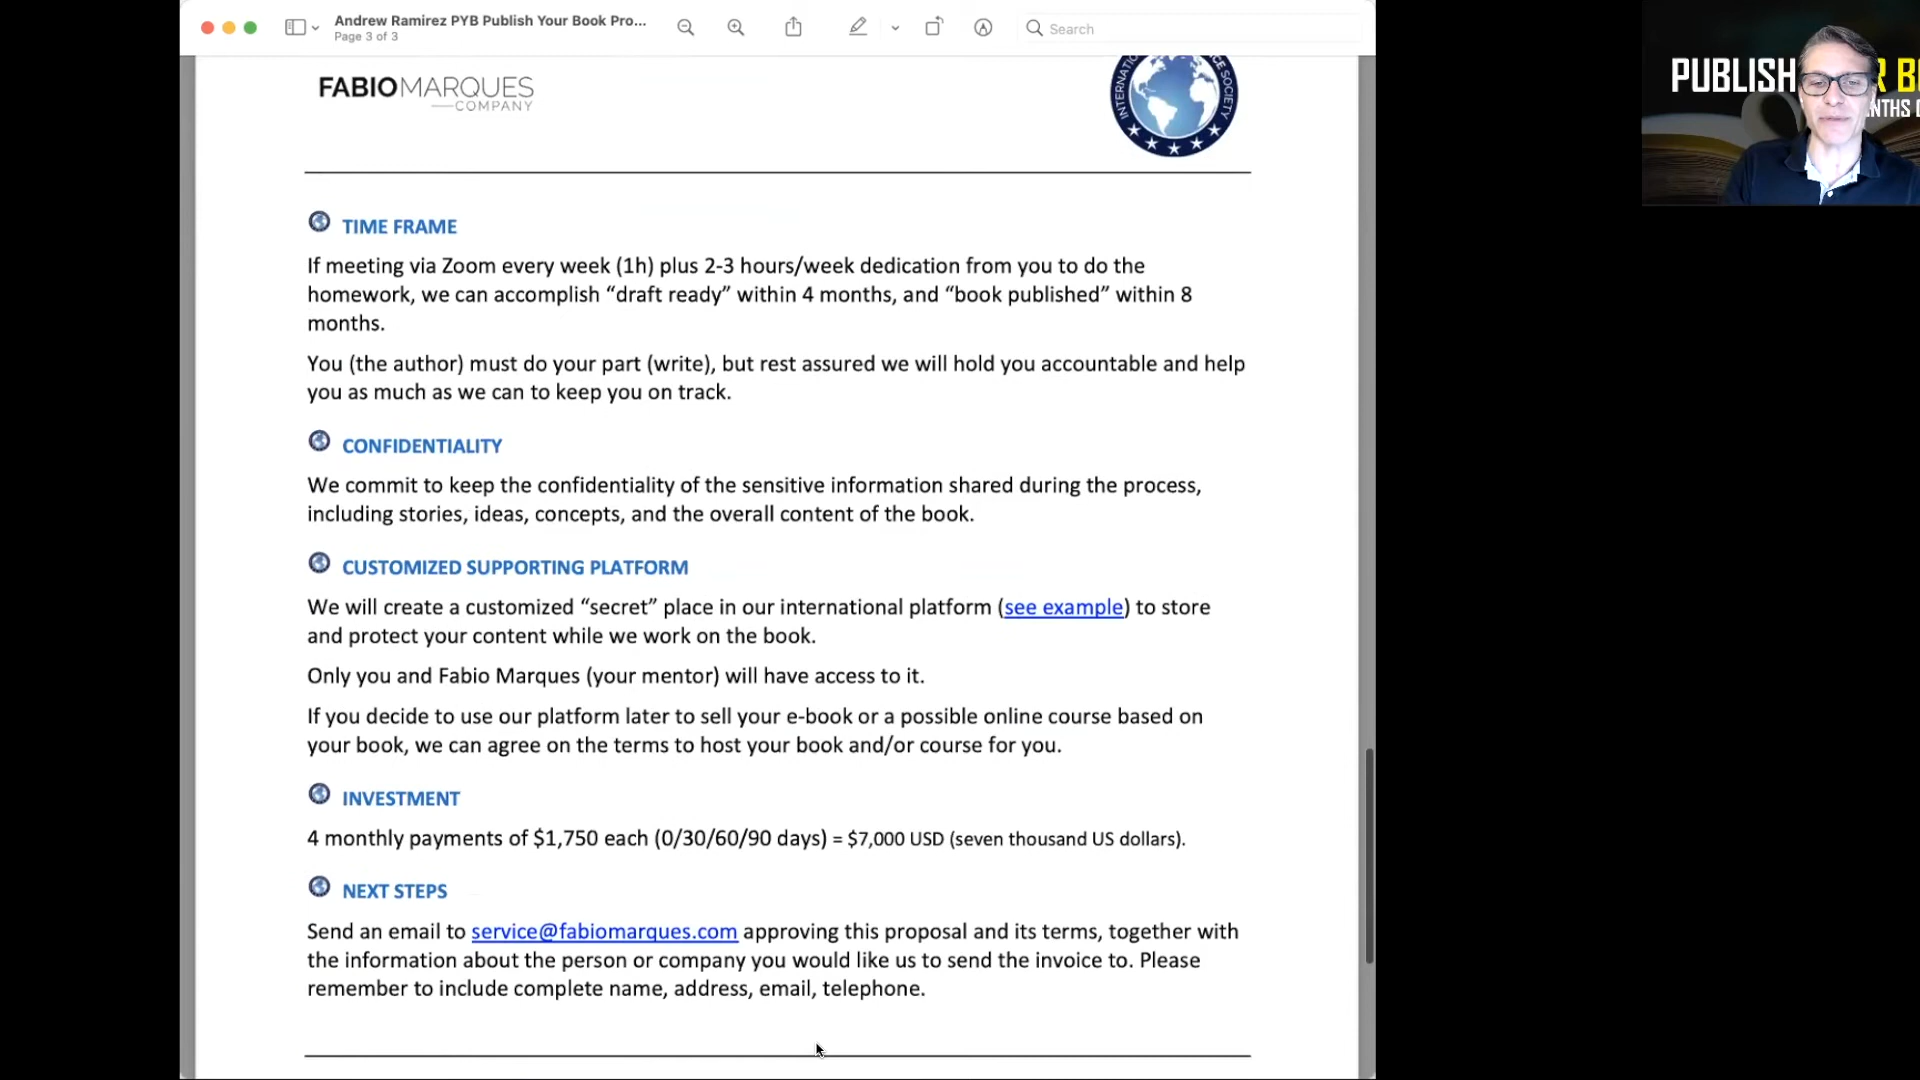 Andrew Ramirez PYB Publish Your Book Pro...
Page 3 of 3
Search
PUBLISH R B
NTHS
FABIOMARQUES
COMPANY
INTERNATIO CE SOCIETY
TIME FRAME
If meeting via Zoom every week (1h) plus 2-3 hours/week dedication from you to do the
homework, we can accomplish “draft ready” within 4 months, and “book published” within 8
months.
You (the author) must do your part (write), but rest assured we will hold you accountable and help
you as much as we can to keep you on track.
CONFIDENTIALITY
We commit to keep the confidentiality of the sensitive information shared during the process,
including stories, ideas, concepts, and the overall content of the book.
CUSTOMIZED SUPPORTING PLATFORM
We will create a customized “secret” place in our international platform (see example) to store
and protect your content while we work on the book.
Only you and Fabio Marques (your mentor) will have access to it.
If you decide to use our platform later to sell your e-book or a possible online course based on
your book, we can agree on the terms to host your book and/or course for you.
INVESTMENT
4 monthly payments of $1,750 each (0/30/60/90 days) = $7,000 USD (seven thousand US dollars).
NEXT STEPS
Send an email to service@fabiomarques.com approving this proposal and its terms, together with
the information about the person or company you would like us to send the invoice to. Please
remember to include complete name, address, email, telephone.